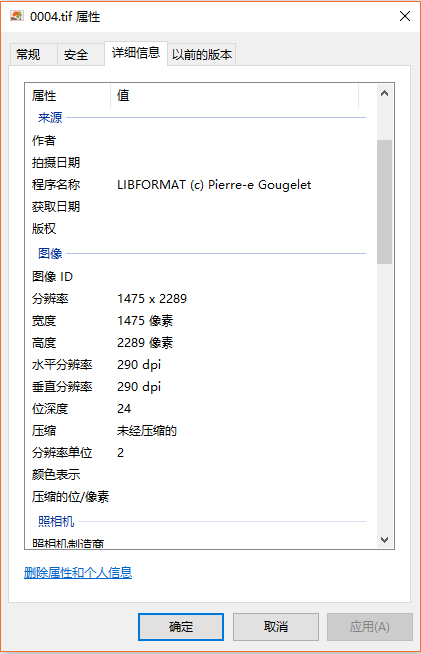 0004.tif 属性
常规 安全 详细信息 以前的版本
属性 值
来源
作者
拍摄日期
程序名称 LIBFORMAT (c) Pierre-e Gougelet
获取日期
版权
图像
图像 ID
分辨率 1475 x 2289
宽度 1475 像素
高度 2289 像素
水平分辨率 290 dpi
垂直分辨率 290 dpi
位深度 24
压缩 未经压缩的
分辨率单位 2
颜色表示
压缩的位/像素
照相机
照相机制造商
删除属性和个人信息
确定 取消 应用(A)